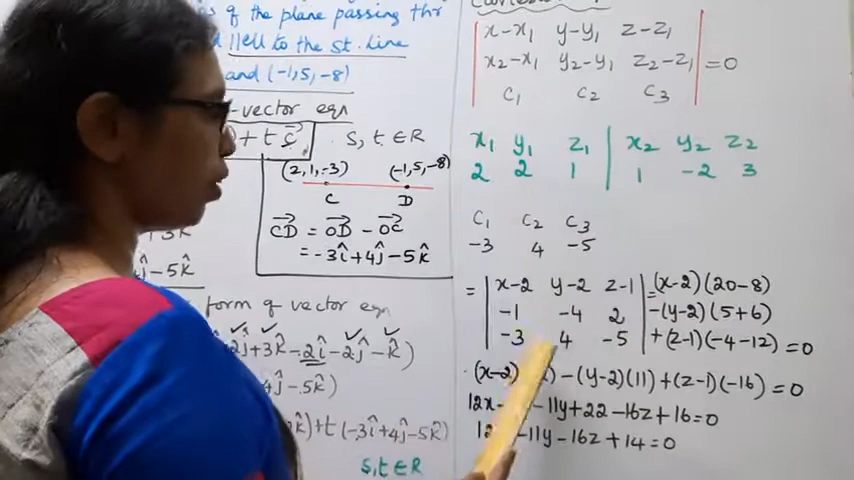 of the plane passing thr
llel to the st. line
and (-1,5,-8)
-vector eqn
+ t c⃗ , s, t ∈ R
(2,1,-3) (-1,5,-8)
C D
C⃗D = O⃗D - O⃗C
= -3î+4ĵ-5k̂
ĵ-5k̂
form of vector eqn
2ĵ+3k̂-2î-2ĵ-k̂)
ĵ-5k̂)
k̂)+t(-3î+4ĵ-5k̂)
s,t∈R
| x-x₁ y-y₁ z-z₁ |
| x₂-x₁ y₂-y₁ z₂-z₁ | =0
| c₁ c₂ c₃ |
x₁ y₁ z₁ | x₂ y₂ z₂
2 2 1 | 1 -2 3
c₁ c₂ c₃
-3 4 -5
= | x-2 y-2 z-1 | =(x-2)(20-8)
| -1 -4 2 | -(y-2)(5+6)
| -3 4 -5 | +(z-1)(-4-12)=0
(x-2) -(y-2)(11)+(z-1)(-16)=0
12x- -11y+22-16z+16=0
-11y-16z+14=0